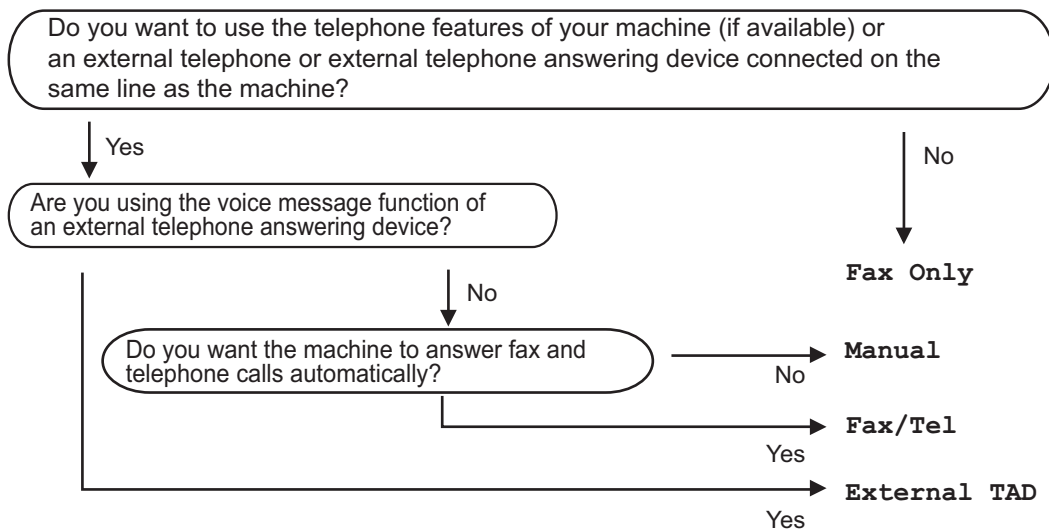 Do you want to use the telephone features of your machine (if available) or
an external telephone or external telephone answering device connected on the
same line as the machine?
Yes
No
Are you using the voice message function of
an external telephone answering device?
Fax Only
No
Do you want the machine to answer fax and
telephone calls automatically?
Manual
No
Fax/Tel
Yes
External TAD
Yes